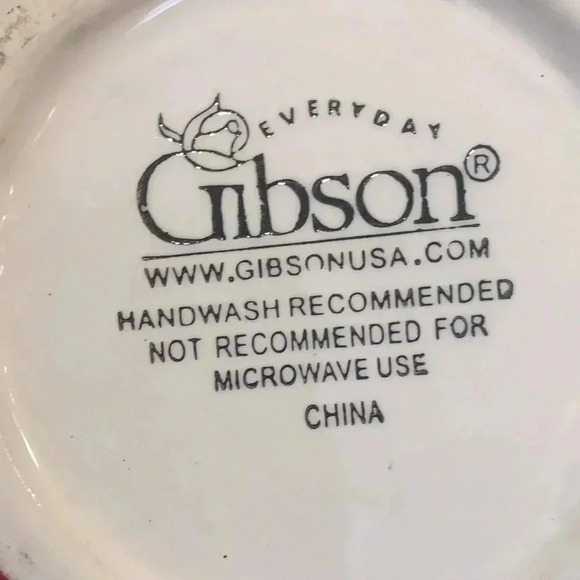 EVERYDAY
Gibson®
WWW.GIBSONUSA.COM
HANDWASH RECOMMENDED
NOT RECOMMENDED FOR
MICROWAVE USE
CHINA